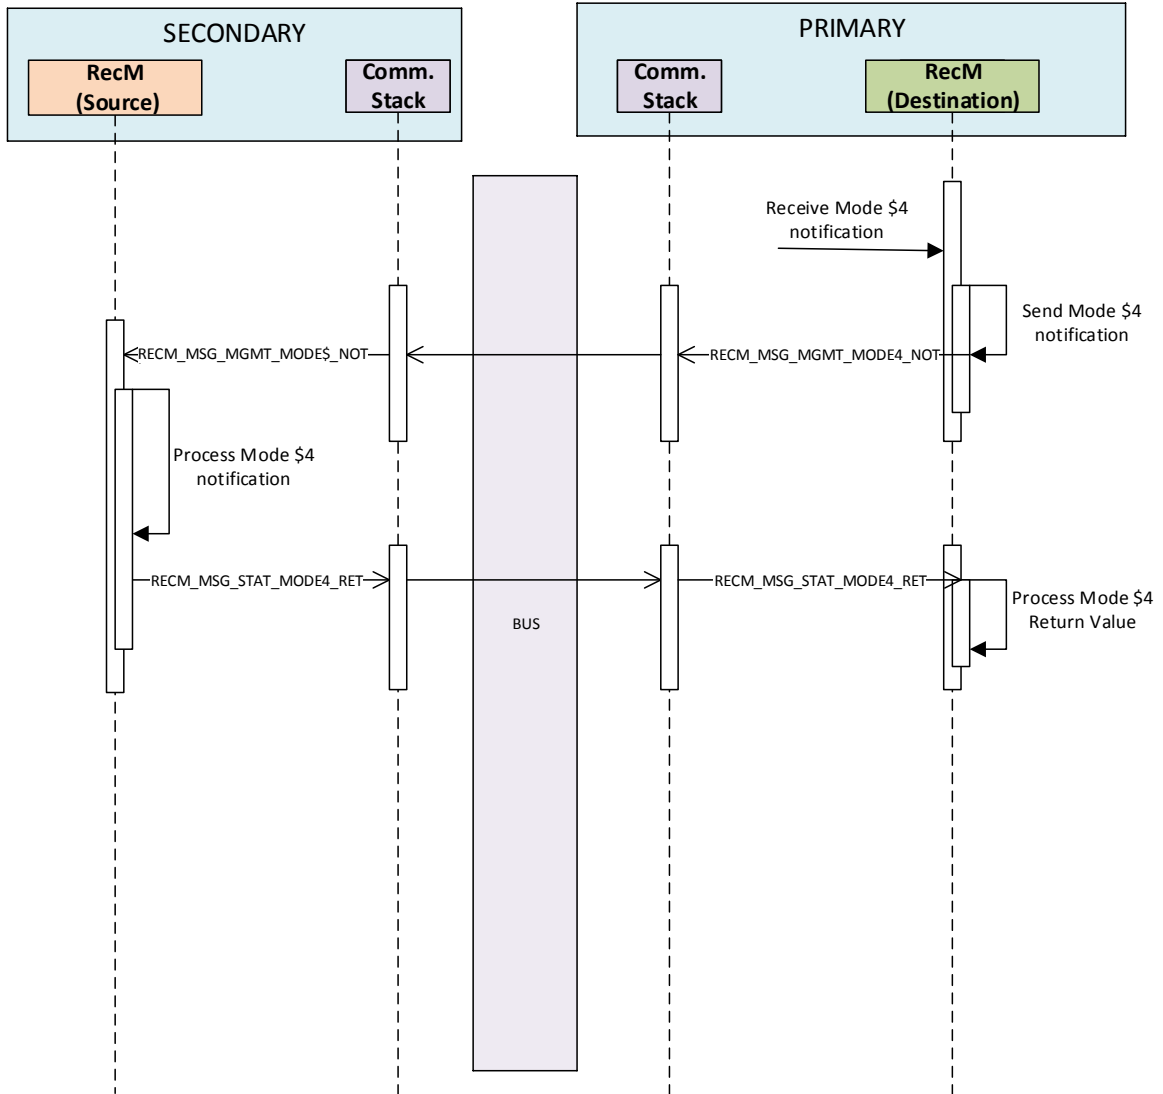 SECONDARY
PRIMARY
RecM
(Source)
Comm.
Stack
Comm.
Stack
RecM
(Destination)
Receive Mode $4
notification
Send Mode $4
notification
RECM_MSG_MGMT_MODE$_NOT
RECM_MSG_MGMT_MODE4_NOT
Process Mode $4
notification
RECM_MSG_STAT_MODE4_RET
RECM_MSG_STAT_MODE4_RET
Process Mode $4
Return Value
BUS